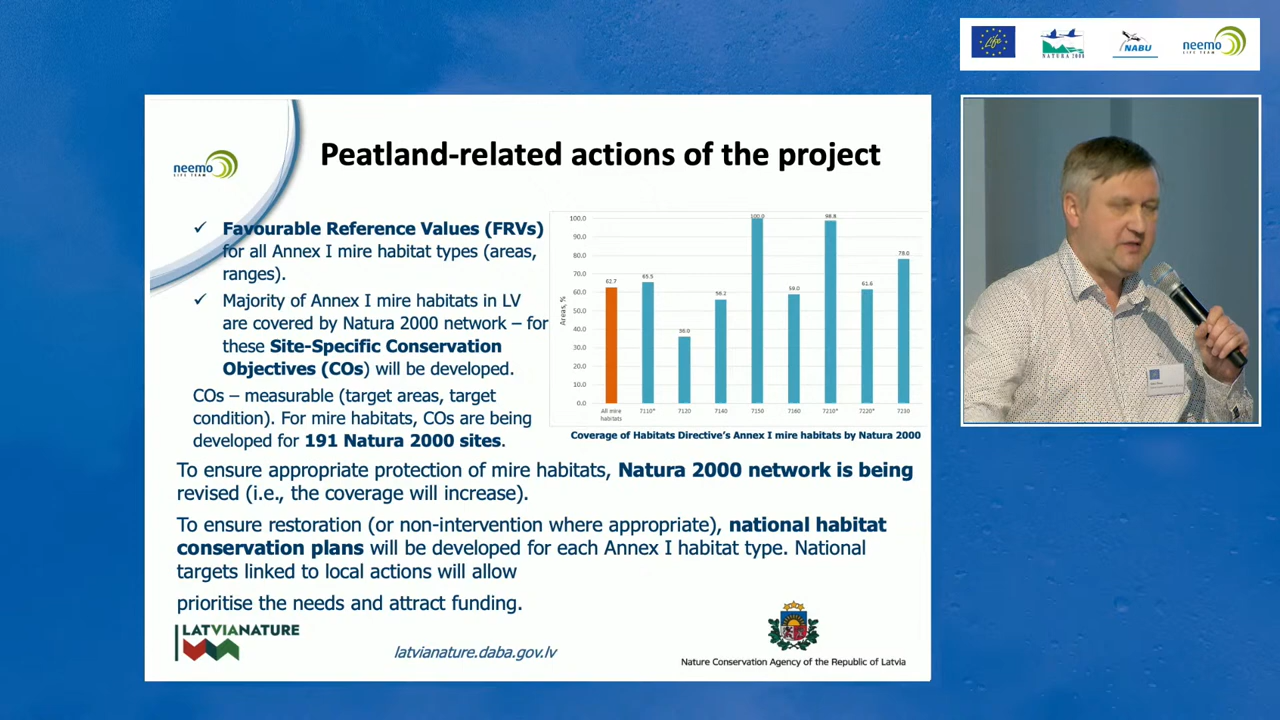 Life
NATURA 2000
NABU
neemo
LIFE TEAM
neemo
LIFE TEAM
Peatland-related actions of the project
✓ Favourable Reference Values (FRVs)
for all Annex I mire habitat types (areas,
ranges).
✓ Majority of Annex I mire habitats in LV
are covered by Natura 2000 network – for
these Site-Specific Conservation
Objectives (COs) will be developed.
COs – measurable (target areas, target
condition). For mire habitats, COs are being
developed for 191 Natura 2000 sites.
Areas, %
100.0
90.0
80.0
70.0
60.0
50.0
40.0
30.0
20.0
10.0
0.0
62.7
65.5
36.0
56.2
100.0
59.0
98.8
61.6
78.0
All mire
habitats
7110*
7120
7140
7150
7160
7210*
7220*
7230
Coverage of Habitats Directive's Annex I mire habitats by Natura 2000
To ensure appropriate protection of mire habitats, Natura 2000 network is being
revised (i.e., the coverage will increase).
To ensure restoration (or non-intervention where appropriate), national habitat
conservation plans will be developed for each Annex I habitat type. National
targets linked to local actions will allow
prioritise the needs and attract funding.
LATVIANATURE
latvianature.daba.gov.lv
Nature Conservation Agency of the Republic of Latvia